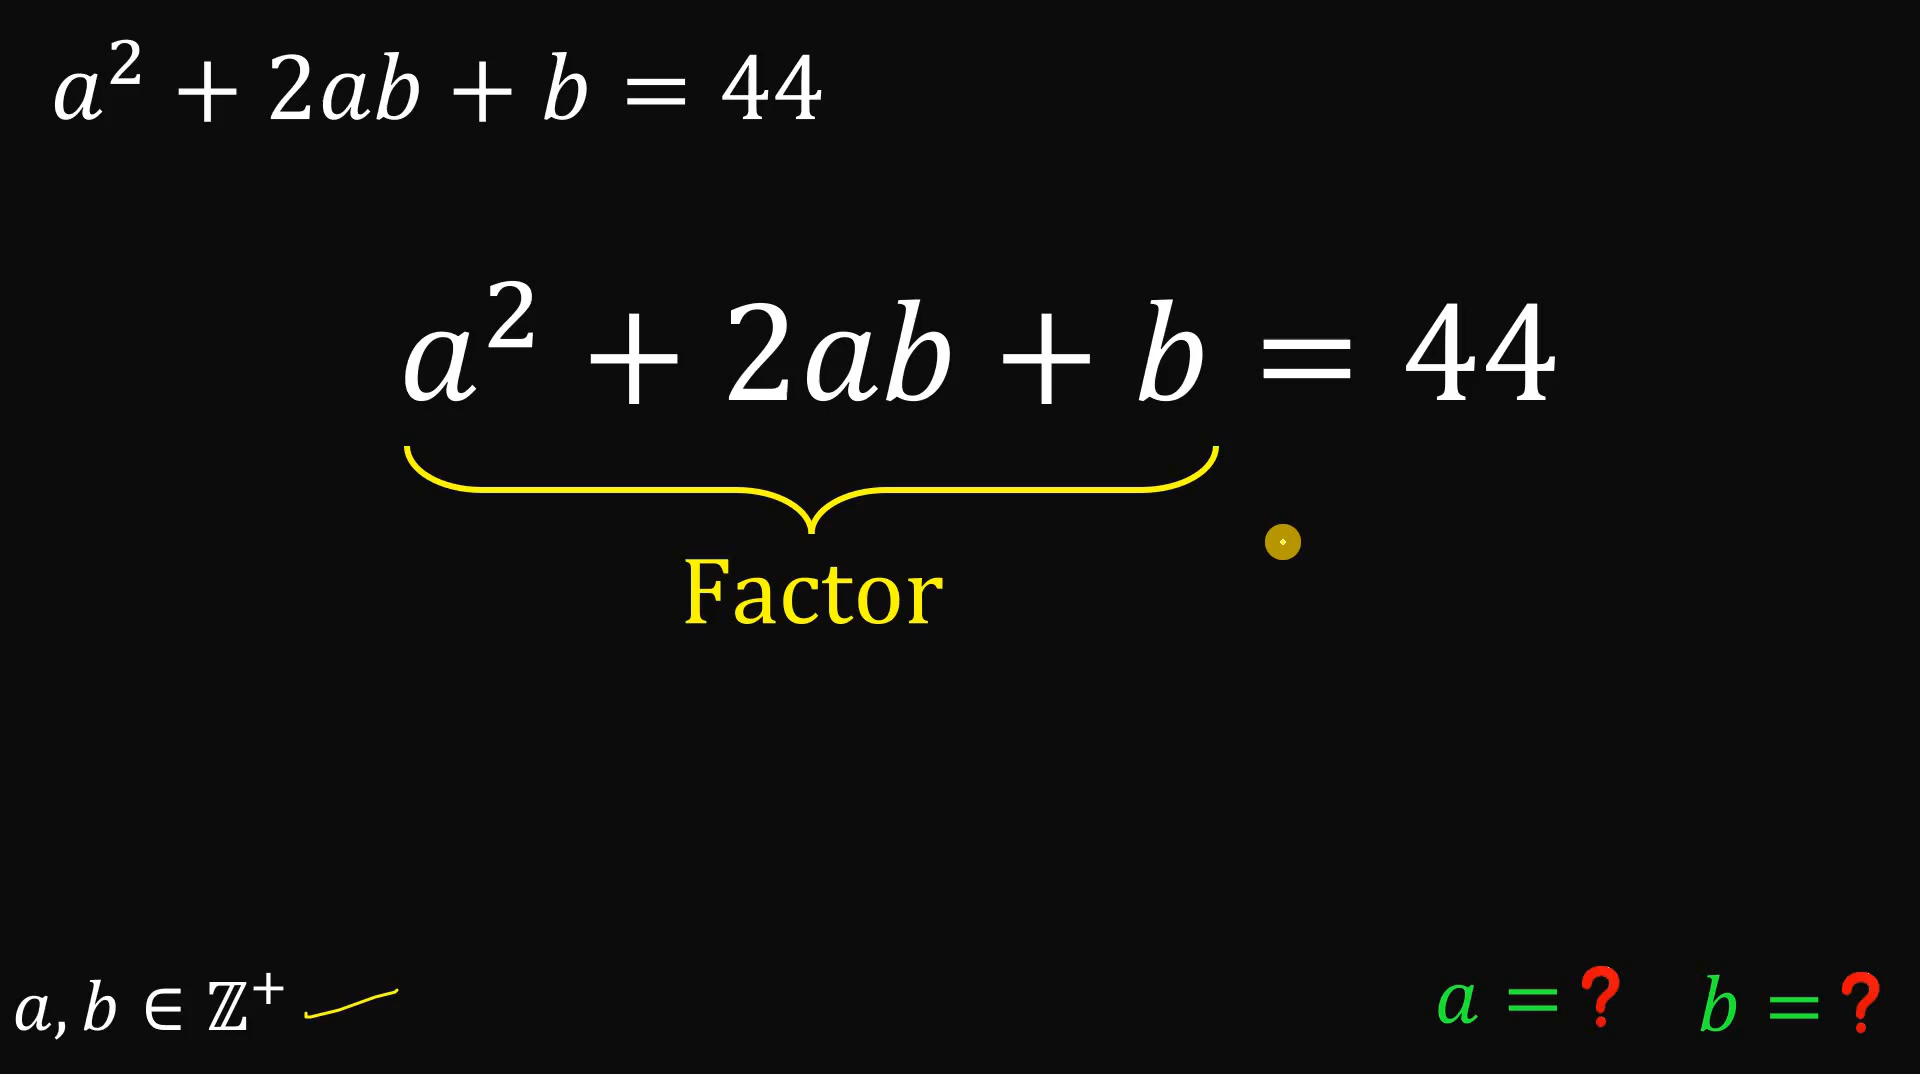 a² + 2ab + b = 44
a² + 2ab + b = 44
Factor
a, b ∈ ℤ⁺
a = ❓ b = ❓